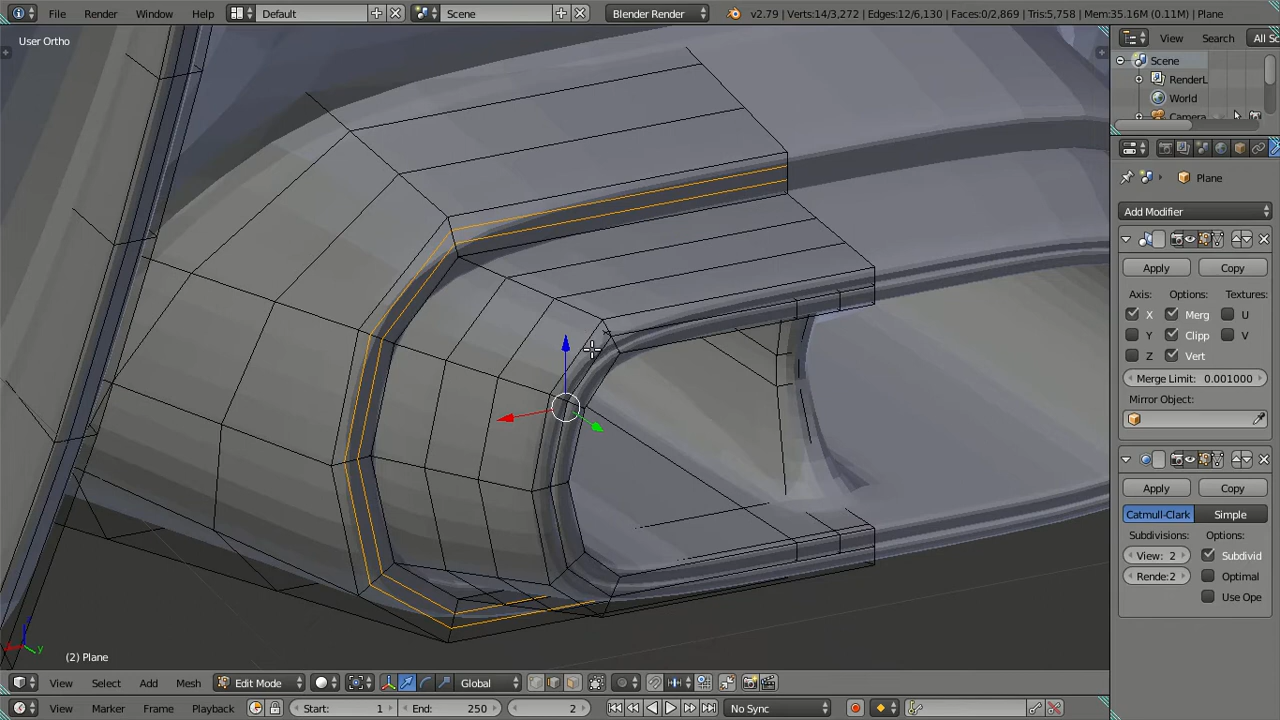 File Render Window Help Default Scene Blender Render v2.79 | Verts:14/3,272 | Edges:12/6,130 | Faces:0/2,869 | Tris:5,758 | Mem:35.16M (0.11M) | Plane
User Ortho
View Search All Sc
Scene
RenderL
World
Camera
Plane
Add Modifier
Apply Copy
Axis: Options: Textures:
X Merg U
Y Clipp V
Z Vert
Merge Limit: 0.001000
Mirror Object:
Apply Copy
Catmull-Clark Simple
Subdivisions: Options:
View: 2 Subdivid
Rende:2 Optimal
Use Ope
y
(2) Plane
View Select Add Mesh Edit Mode Global
View Marker Frame Playback Start: 1 End: 250 2 No Sync